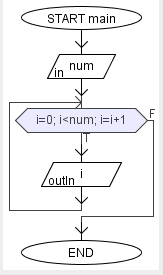 START main
num
in
i=0; i<num; i=i+1
F
T
i
outln
END